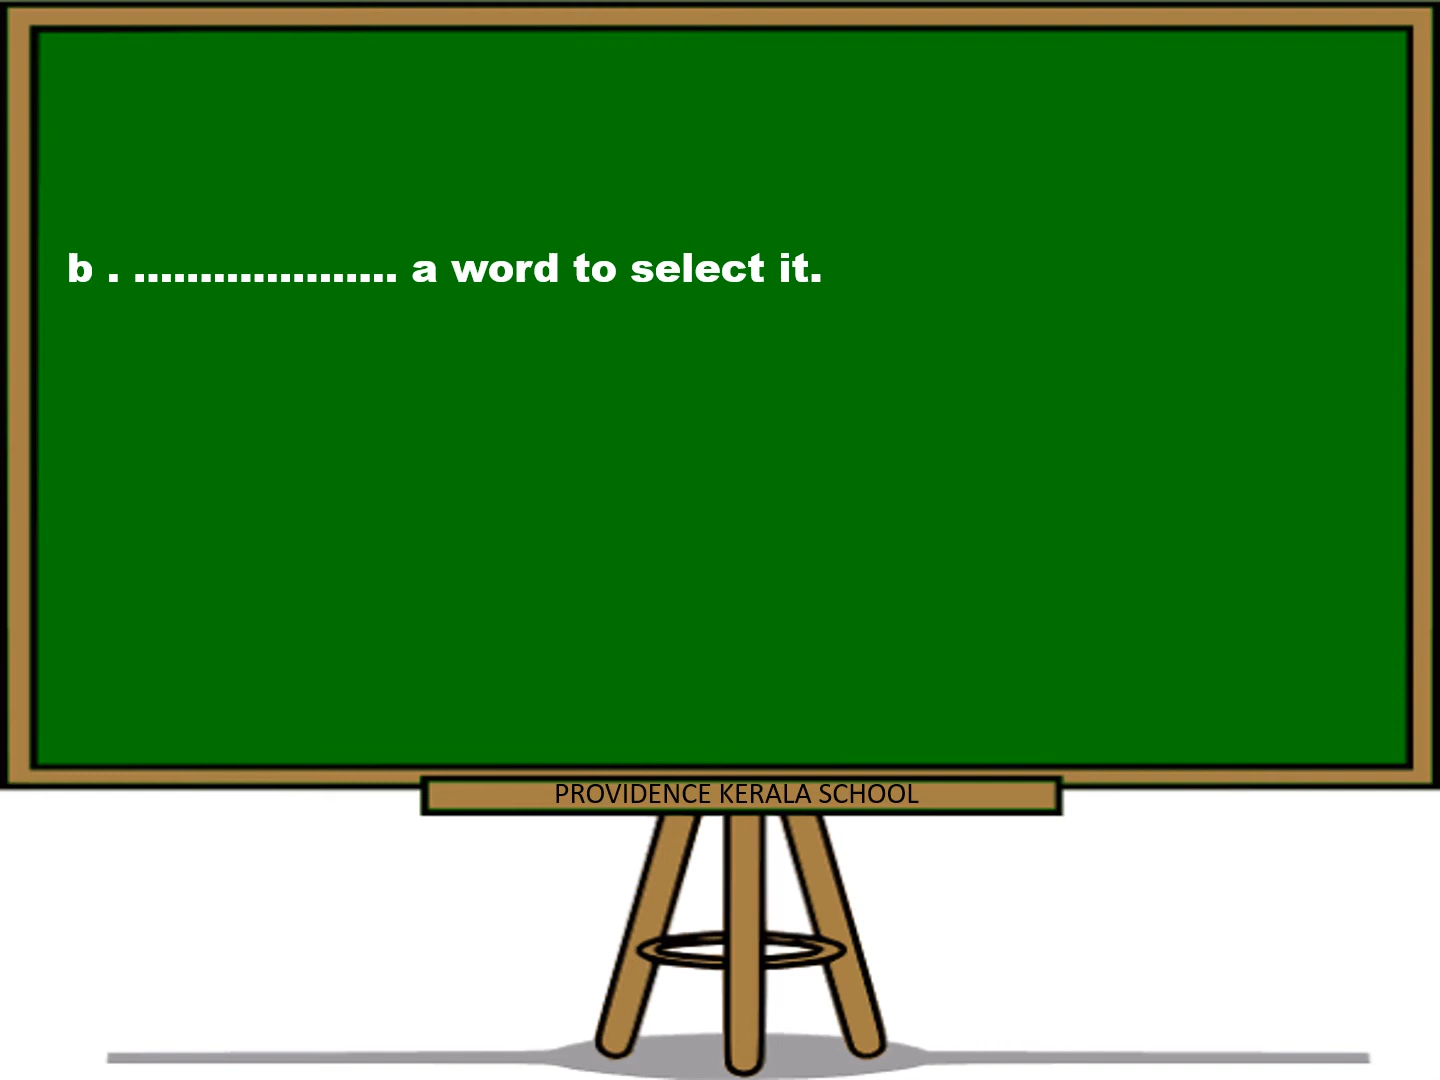 b . .................... a word to select it.
PROVIDENCE KERALA SCHOOL